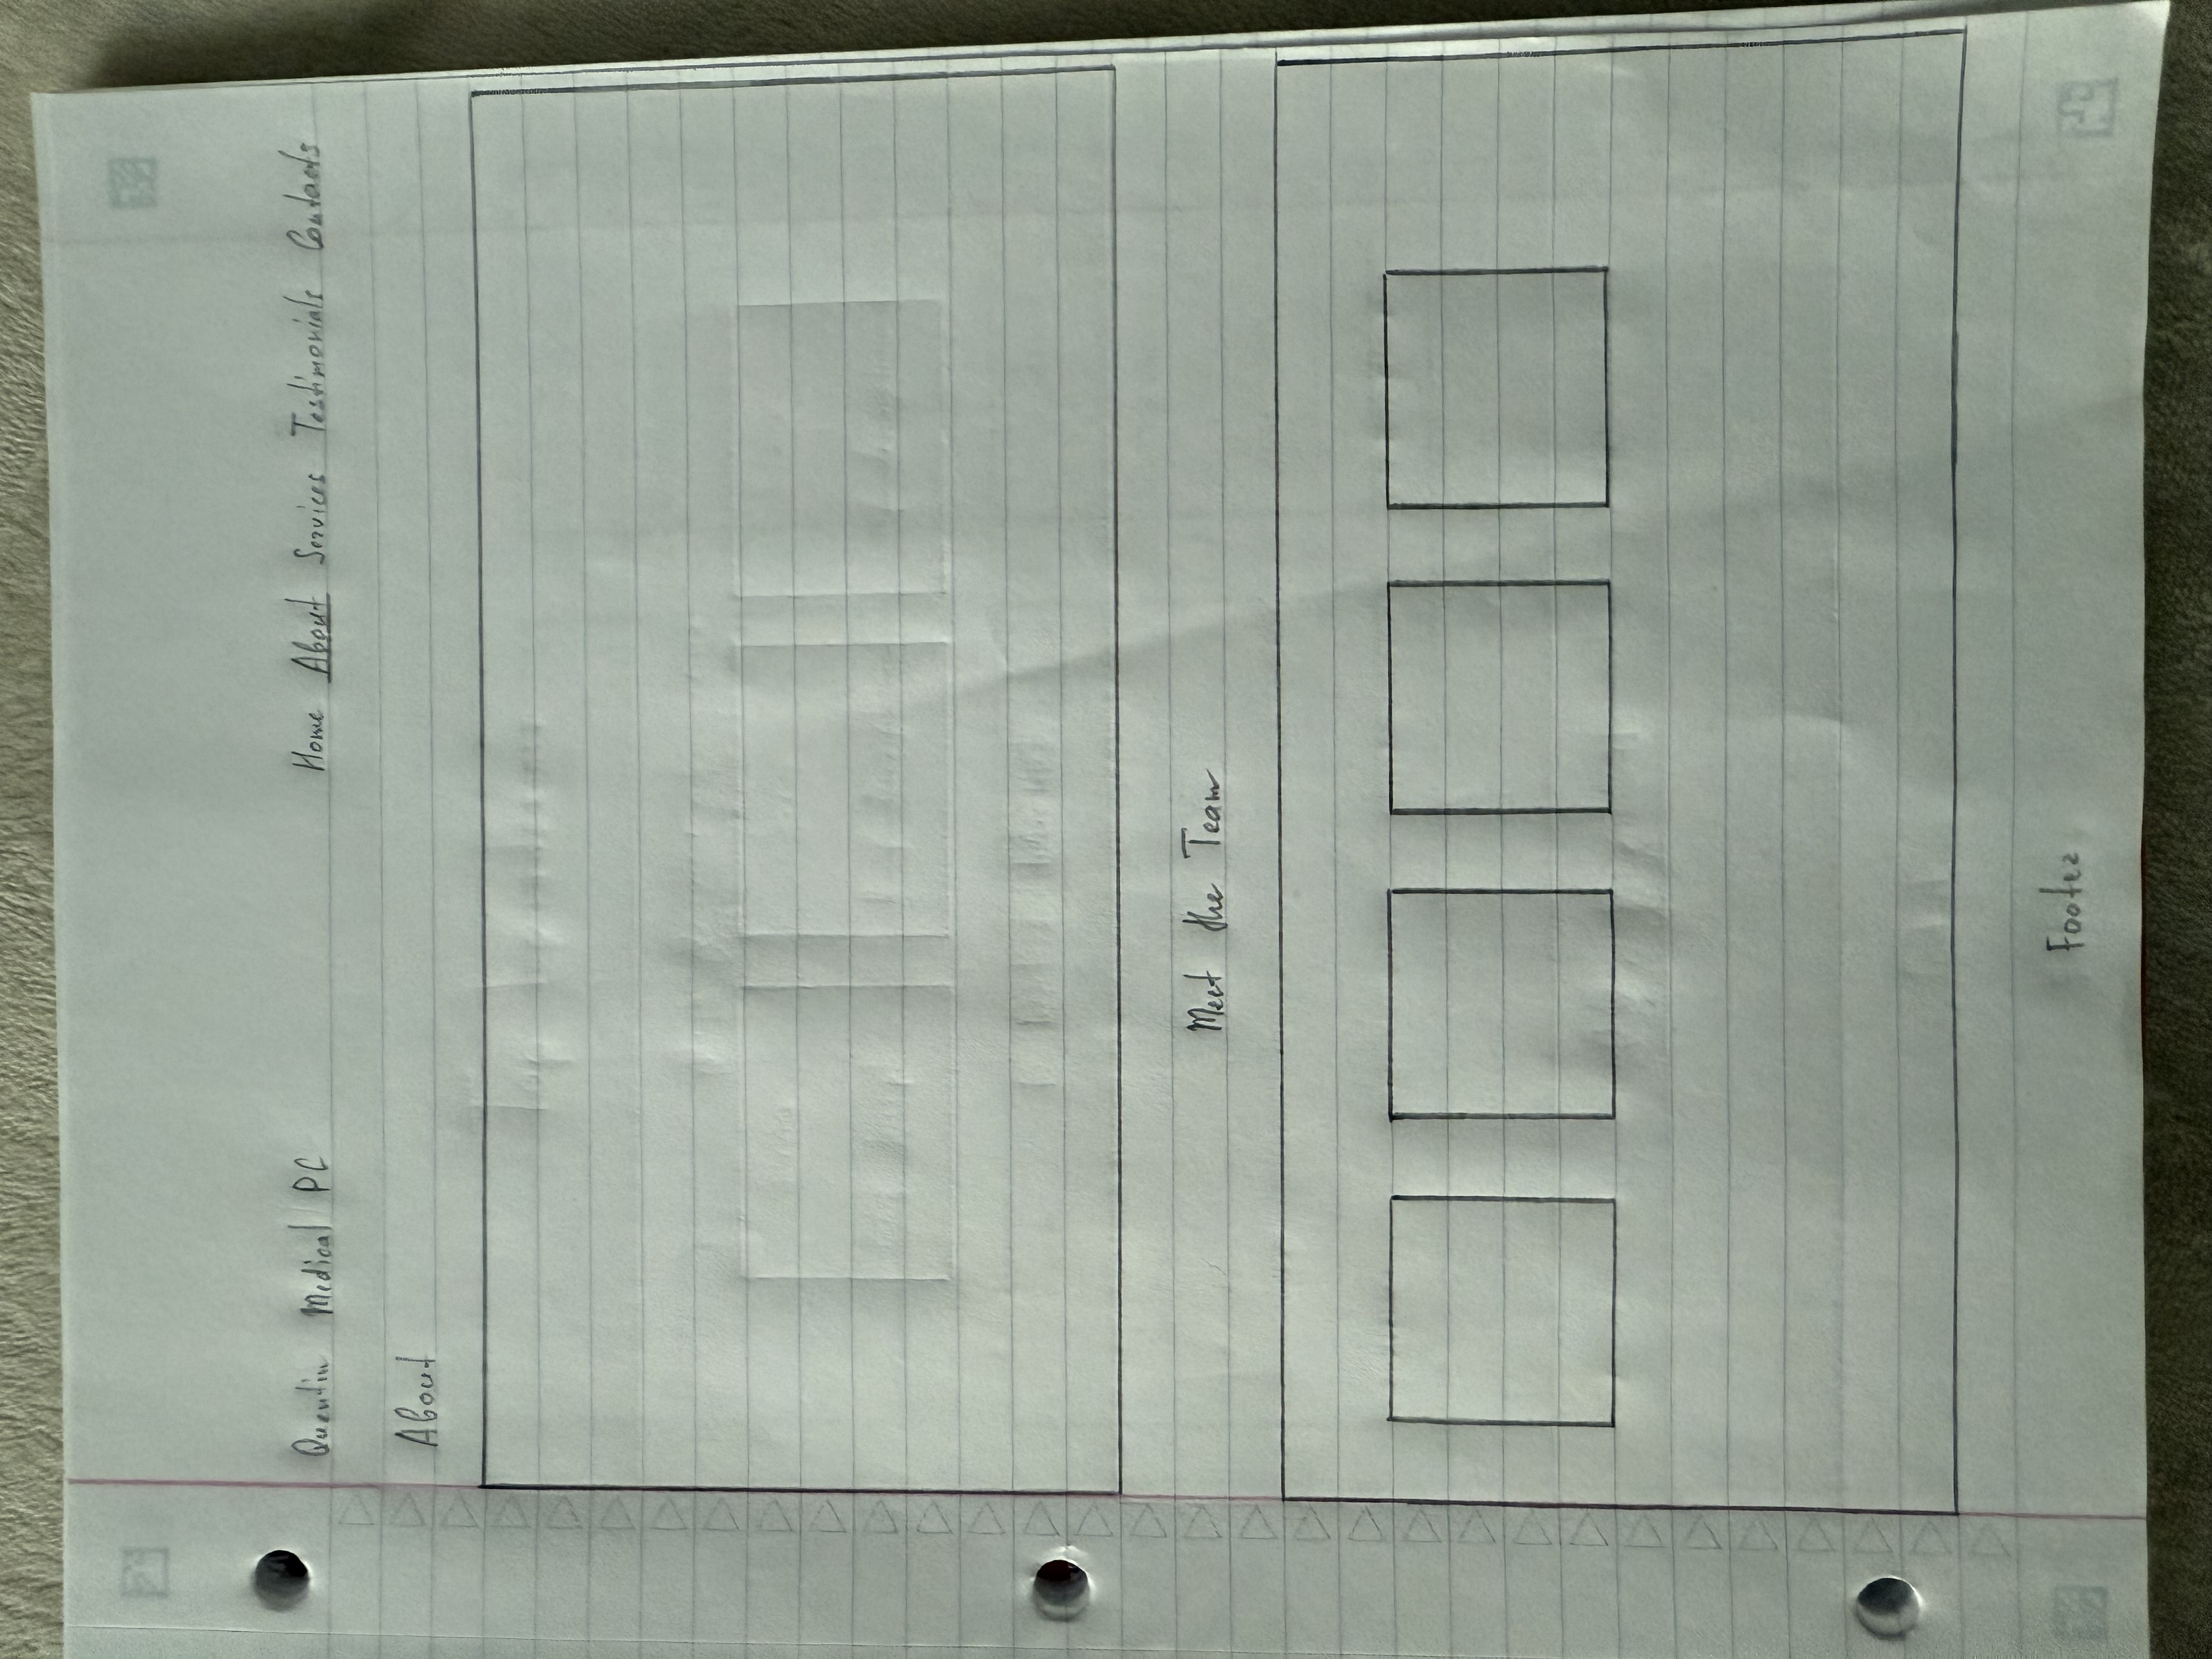 Quentin Medical PC Home About Services Testimonials Contacts
About
Meet the Team
Footer